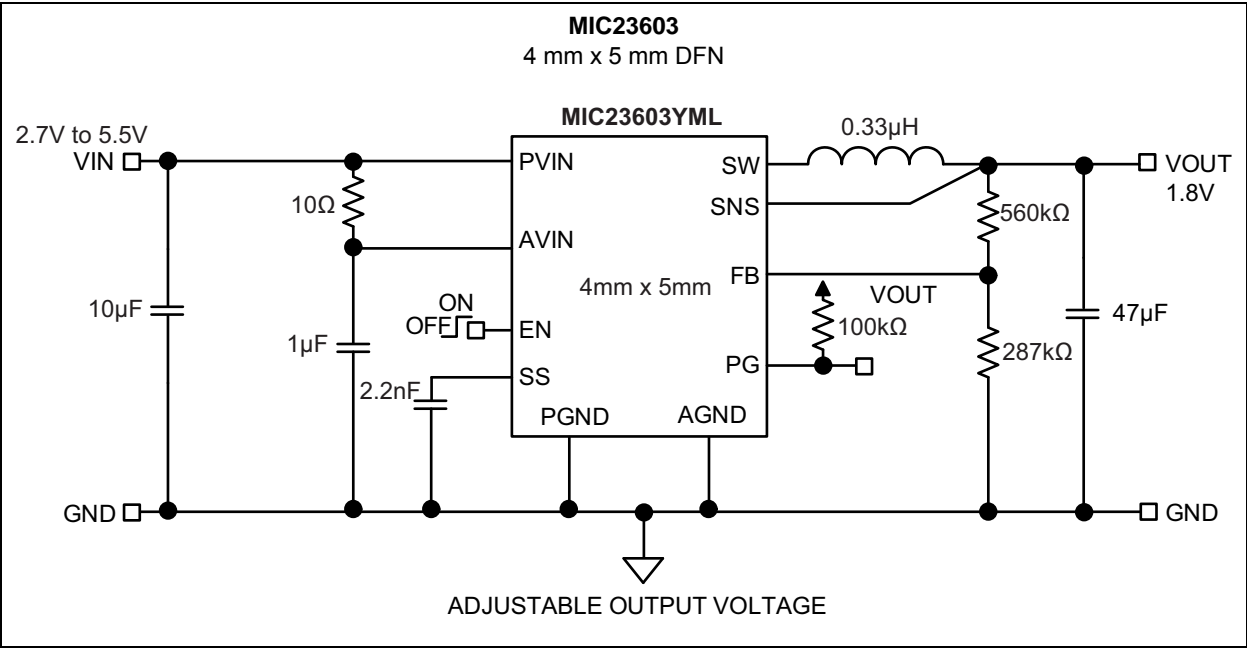 MIC23603
4 mm x 5 mm DFN
MIC23603YML
2.7V to 5.5V
VIN
PVIN
SW
0.33µH
VOUT
1.8V
10Ω
SNS
560kΩ
AVIN
FB
4mm x 5mm
VOUT
10µF
ON
OFF
EN
100kΩ
47µF
1µF
287kΩ
PG
SS
2.2nF
PGND
AGND
GND
GND
ADJUSTABLE OUTPUT VOLTAGE